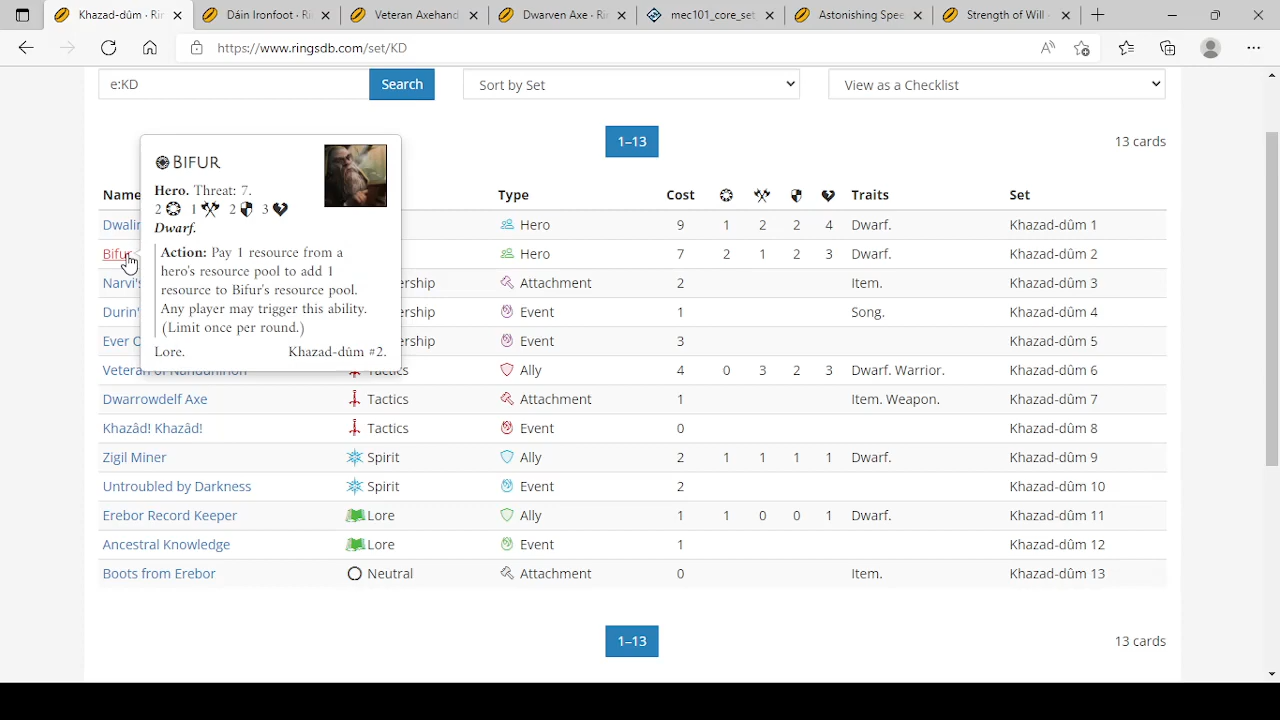 Khazad-dûm · Rin
Dáin Ironfoot · Ri
Veteran Axehand
Dwarven Axe · Ri
mec101_core_set
Astonishing Spee
Strength of Will ·
https://www.ringsdb.com/set/KD
e:KD
Search
Sort by Set
View as a Checklist
1–13
13 cards
Name
Type
Cost
Traits
Set
Dwalin
Hero
9 1 2 2 4
Dwarf.
Khazad-dûm 1
Bifur
Hero
7 2 1 2 3
Dwarf.
Khazad-dûm 2
Narvi's
ership
Attachment
2
Item.
Khazad-dûm 3
Durin'
ership
Event
1
Song.
Khazad-dûm 4
Ever O
ership
Event
3
Khazad-dûm 5
Veteran of Nanduhirion
Tactics
Ally
4 0 3 2 3
Dwarf. Warrior.
Khazad-dûm 6
Dwarrowdelf Axe
Tactics
Attachment
1
Item. Weapon.
Khazad-dûm 7
Khazâd! Khazâd!
Tactics
Event
0
Khazad-dûm 8
Zigil Miner
Spirit
Ally
2 1 1 1 1
Dwarf.
Khazad-dûm 9
Untroubled by Darkness
Spirit
Event
2
Khazad-dûm 10
Erebor Record Keeper
Lore
Ally
1 1 0 0 1
Dwarf.
Khazad-dûm 11
Ancestral Knowledge
Lore
Event
1
Khazad-dûm 12
Boots from Erebor
Neutral
Attachment
0
Item.
Khazad-dûm 13
BIFUR
Hero. Threat: 7.
2 1 2 3
Dwarf.
Action: Pay 1 resource from a
hero's resource pool to add 1
resource to Bifur's resource pool.
Any player may trigger this ability.
(Limit once per round.)
Lore.
Khazad-dûm #2.
1–13
13 cards